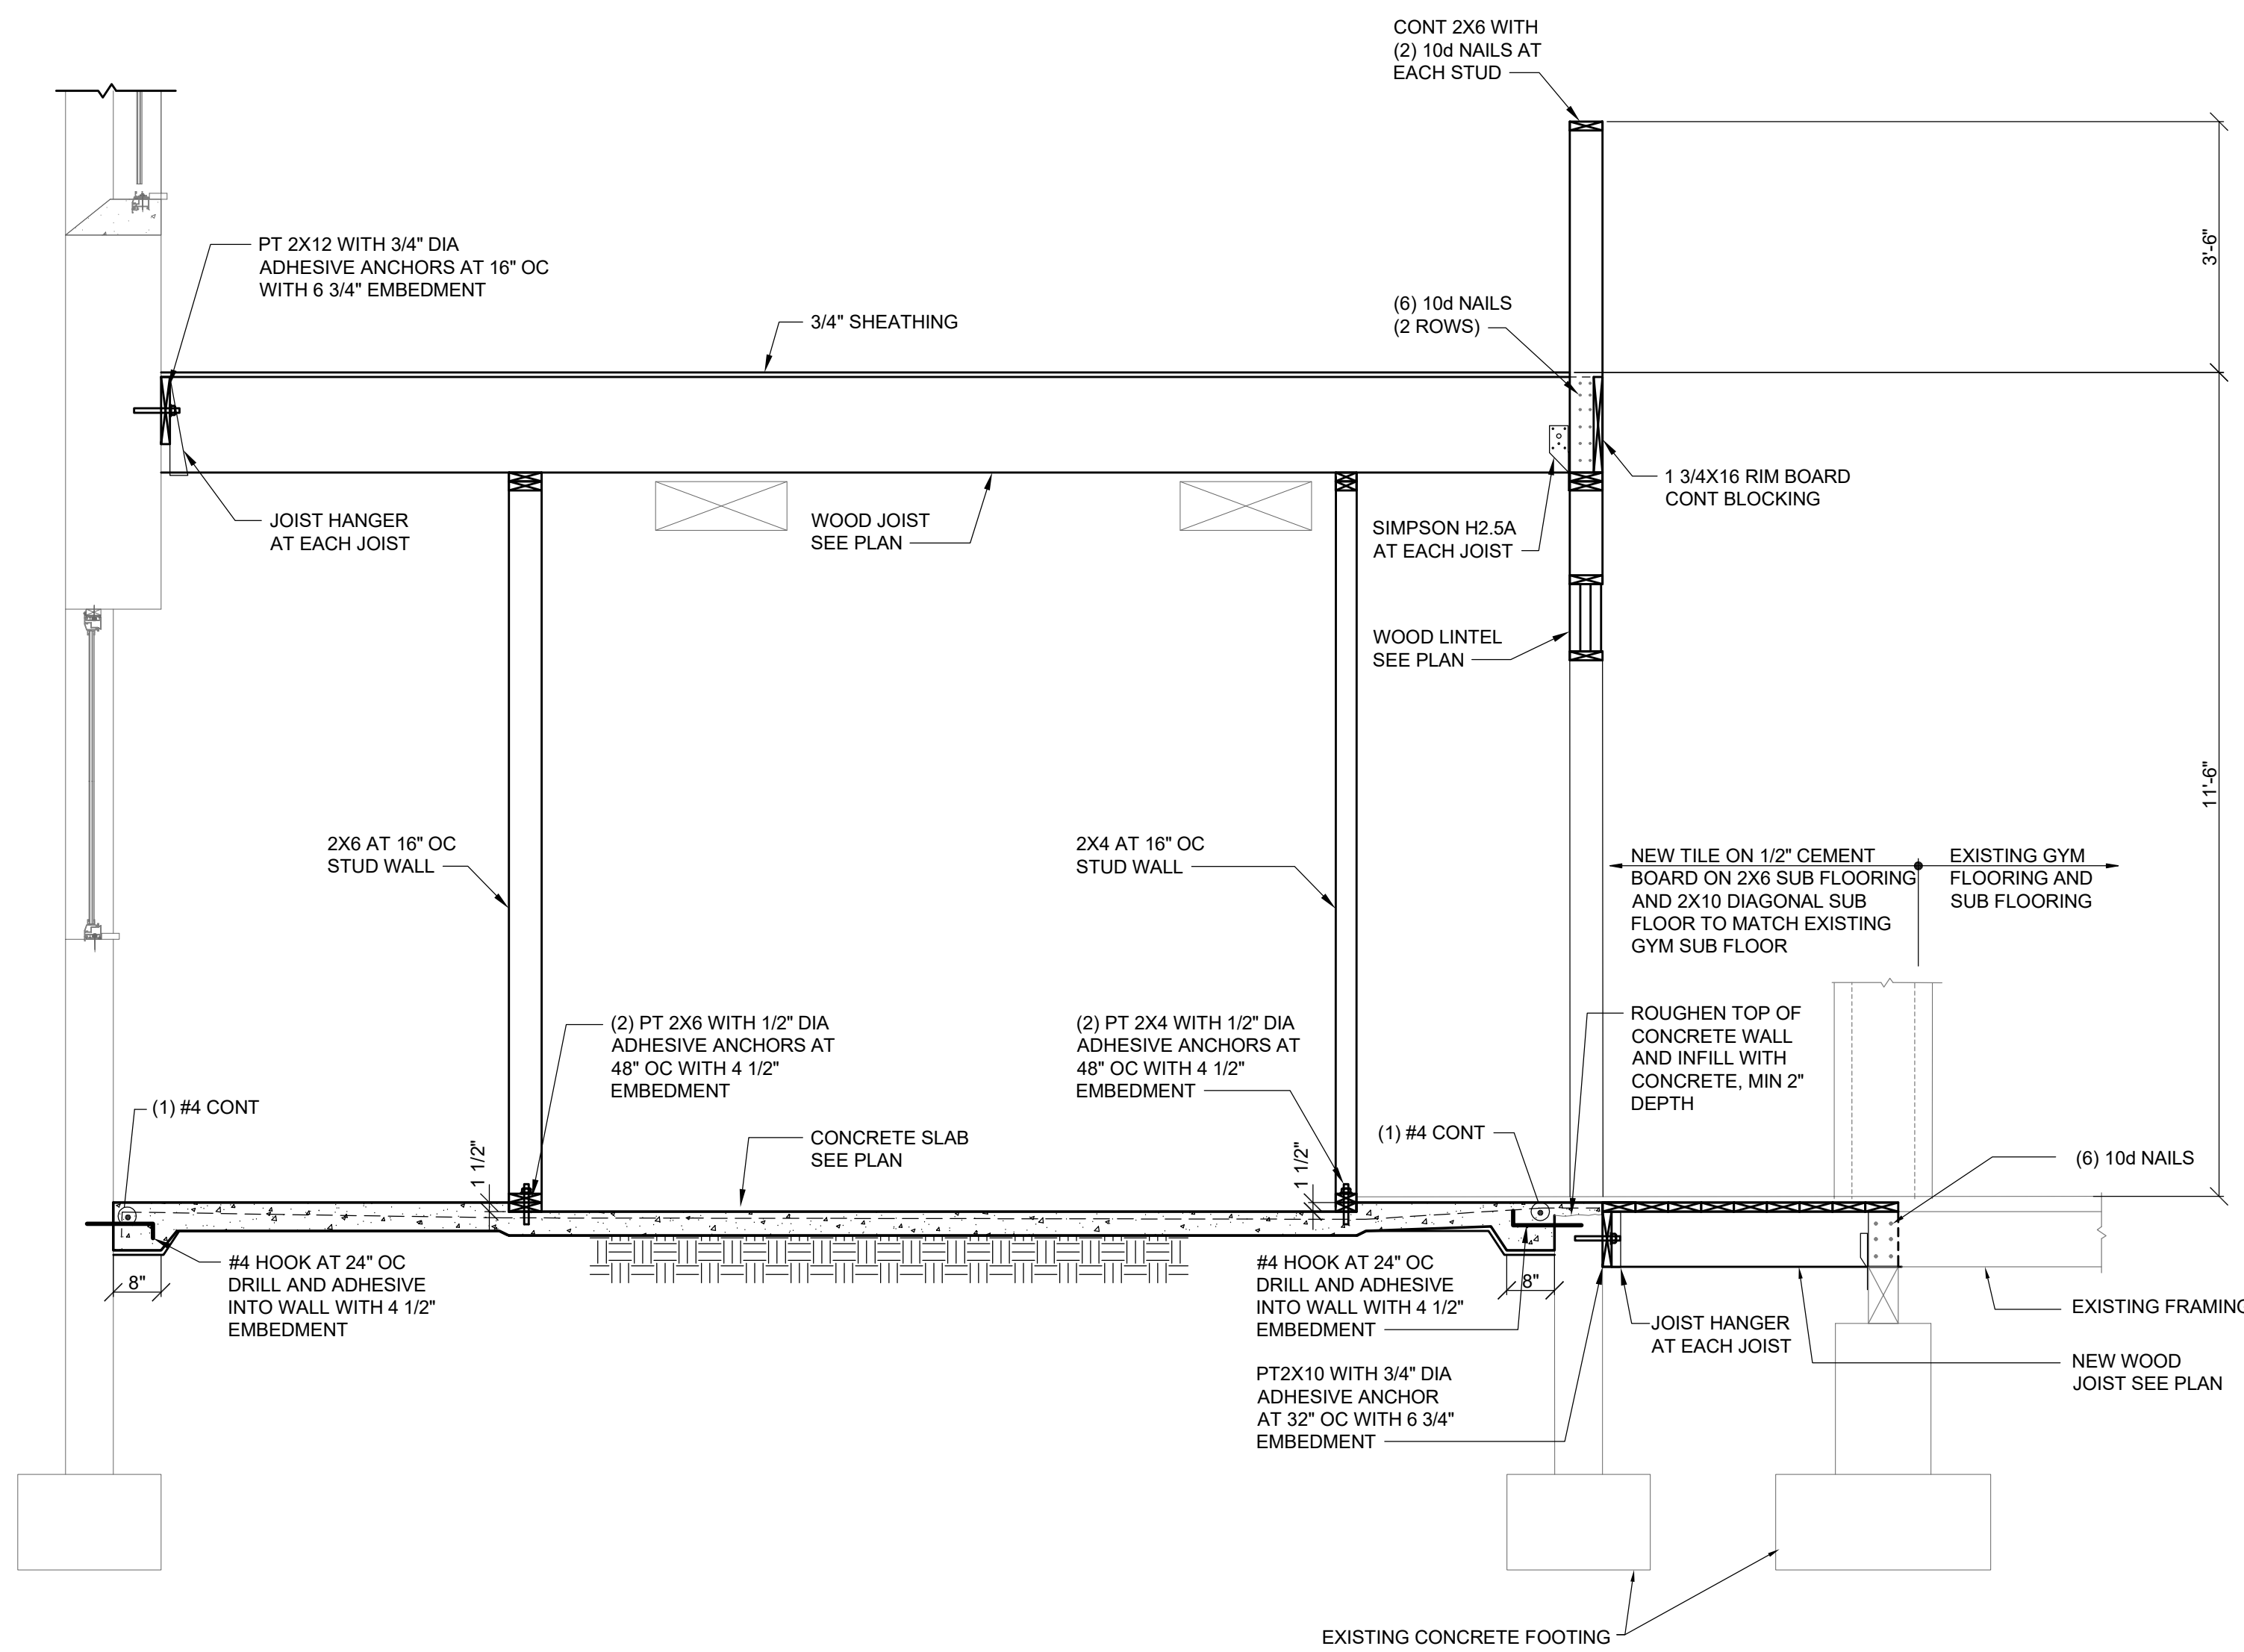 CONT 2X6 WITH
(2) 10d NAILS AT
EACH STUD
3'-6"
PT 2X12 WITH 3/4" DIA
ADHESIVE ANCHORS AT 16" OC
WITH 6 3/4" EMBEDMENT
3/4" SHEATHING
(6) 10d NAILS
(2 ROWS)
JOIST HANGER
AT EACH JOIST
WOOD JOIST
SEE PLAN
SIMPSON H2.5A
AT EACH JOIST
1 3/4X16 RIM BOARD
CONT BLOCKING
WOOD LINTEL
SEE PLAN
11'-6"
2X6 AT 16" OC
STUD WALL
2X4 AT 16" OC
STUD WALL
NEW TILE ON 1/2" CEMENT
BOARD ON 2X6 SUB FLOORING
AND 2X10 DIAGONAL SUB
FLOOR TO MATCH EXISTING
GYM SUB FLOOR
EXISTING GYM
FLOORING AND
SUB FLOORING
(2) PT 2X6 WITH 1/2" DIA
ADHESIVE ANCHORS AT
48" OC WITH 4 1/2"
EMBEDMENT
(2) PT 2X4 WITH 1/2" DIA
ADHESIVE ANCHORS AT
48" OC WITH 4 1/2"
EMBEDMENT
ROUGHEN TOP OF
CONCRETE WALL
AND INFILL WITH
CONCRETE, MIN 2"
DEPTH
(1) #4 CONT
1 1/2"
CONCRETE SLAB
SEE PLAN
1 1/2"
(1) #4 CONT
(6) 10d NAILS
8"
#4 HOOK AT 24" OC
DRILL AND ADHESIVE
INTO WALL WITH 4 1/2"
EMBEDMENT
#4 HOOK AT 24" OC
DRILL AND ADHESIVE
INTO WALL WITH 4 1/2"
EMBEDMENT
8"
JOIST HANGER
AT EACH JOIST
EXISTING FRAMING
NEW WOOD
JOIST SEE PLAN
PT2X10 WITH 3/4" DIA
ADHESIVE ANCHOR
AT 32" OC WITH 6 3/4"
EMBEDMENT
EXISTING CONCRETE FOOTING